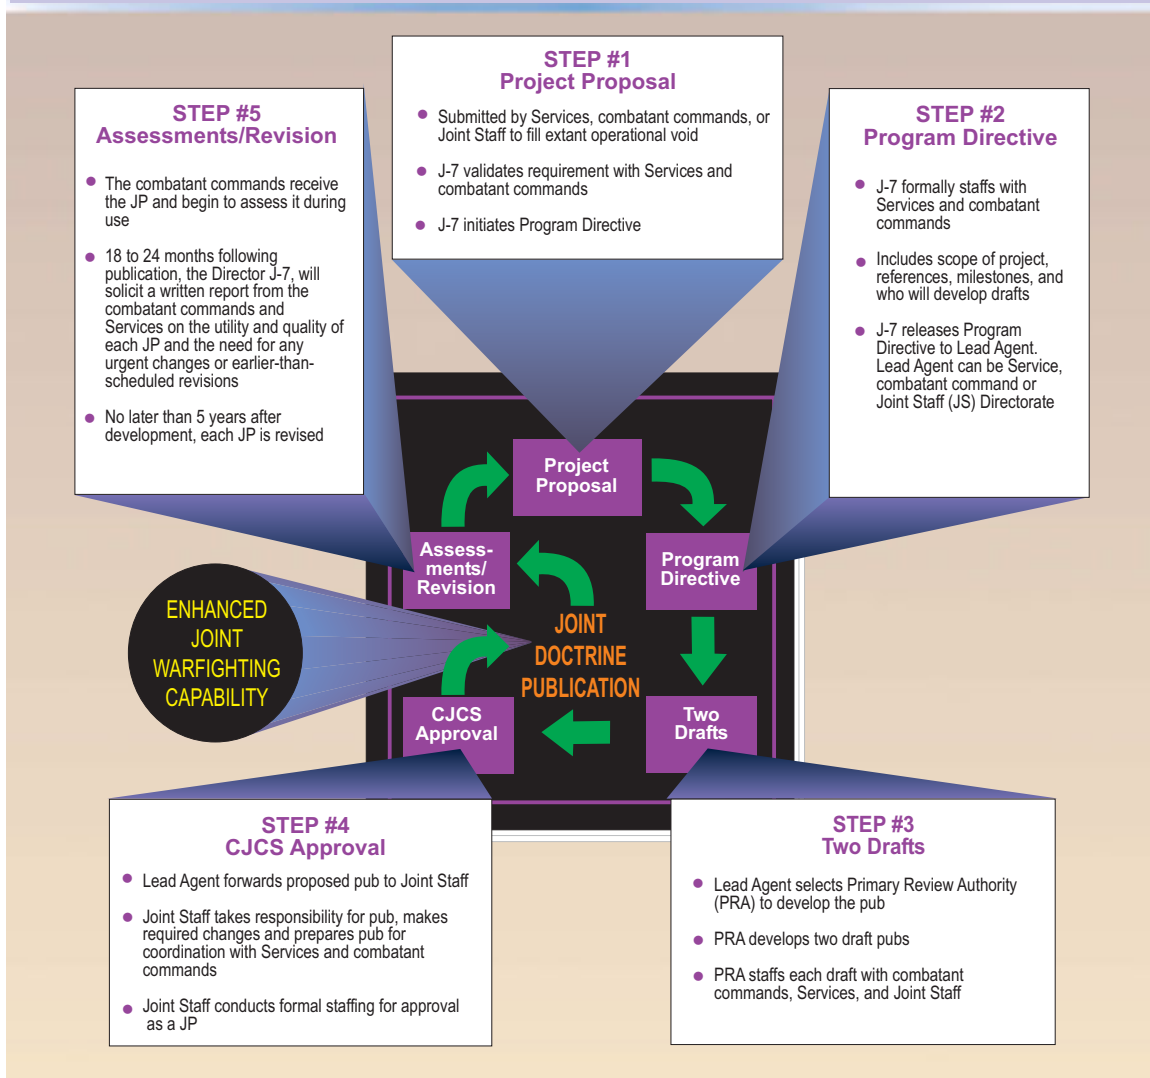 STEP #1
Project Proposal
• Submitted by Services, combatant commands, or
Joint Staff to fill extant operational void
• J-7 validates requirement with Services and
combatant commands
• J-7 initiates Program Directive
STEP #5
Assessments/Revision
• The combatant commands receive
the JP and begin to assess it during
use
• 18 to 24 months following
publication, the Director J-7, will
solicit a written report from the
combatant commands and
Services on the utility and quality of
each JP and the need for any
urgent changes or earlier-than-
scheduled revisions
• No later than 5 years after
development, each JP is revised
STEP #2
Program Directive
• J-7 formally staffs with
Services and combatant
commands
• Includes scope of project,
references, milestones, and
who will develop drafts
• J-7 releases Program
Directive to Lead Agent.
Lead Agent can be Service,
combatant command or
Joint Staff (JS) Directorate
Project
Proposal
Assess-
ments/
Revision
Program
Directive
ENHANCED
JOINT
WARFIGHTING
CAPABILITY
JOINT
DOCTRINE
PUBLICATION
CJCS
Approval
Two
Drafts
STEP #4
CJCS Approval
• Lead Agent forwards proposed pub to Joint Staff
• Joint Staff takes responsibility for pub, makes
required changes and prepares pub for
coordination with Services and combatant
commands
• Joint Staff conducts formal staffing for approval
as a JP
STEP #3
Two Drafts
• Lead Agent selects Primary Review Authority
(PRA) to develop the pub
• PRA develops two draft pubs
• PRA staffs each draft with combatant
commands, Services, and Joint Staff